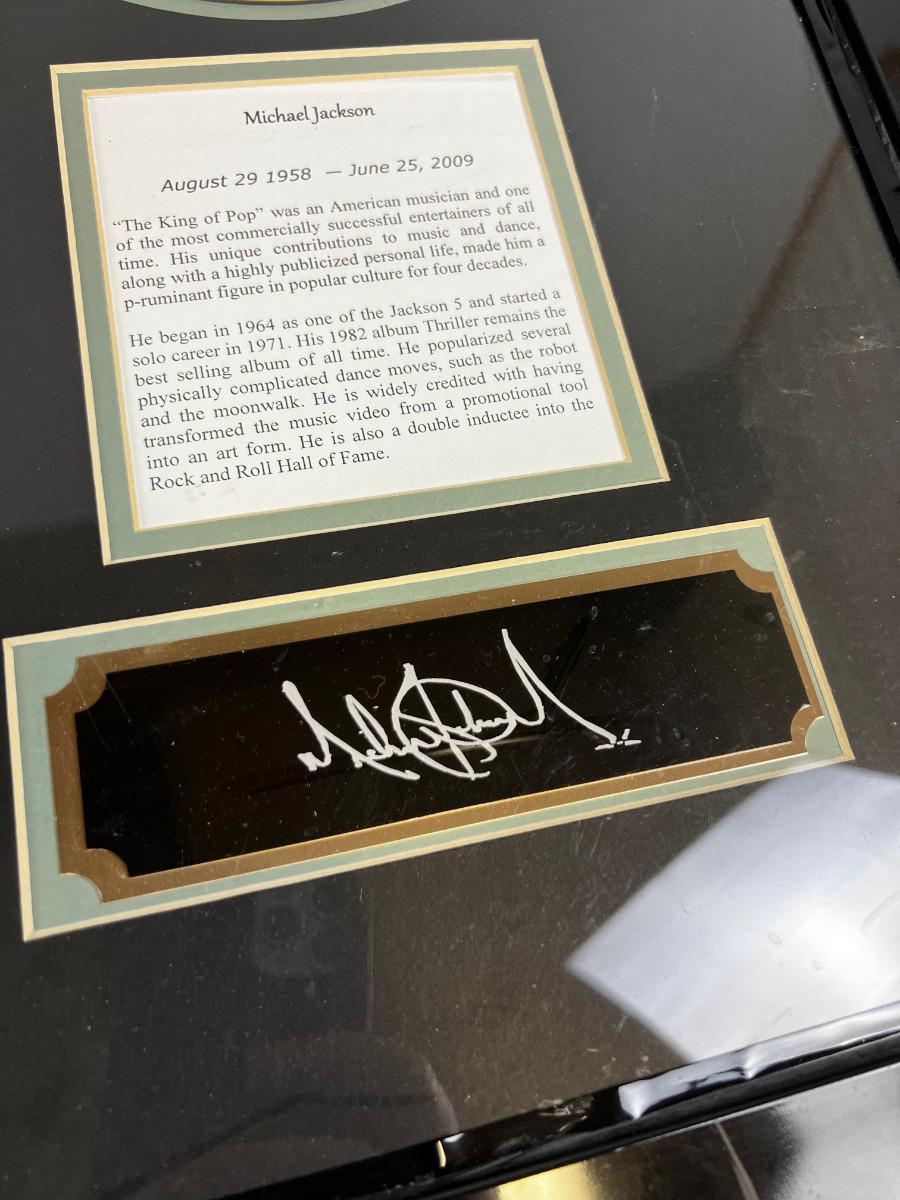 Michael Jackson
August 29 1958 — June 25, 2009
“The King of Pop” was an American musician and one
of the most commercially successful entertainers of all
time. His unique contributions to music and dance,
along with a highly publicized personal life, made him a
p-ruminant figure in popular culture for four decades.
He began in 1964 as one of the Jackson 5 and started a
solo career in 1971. His 1982 album Thriller remains the
best selling album of all time. He popularized several
physically complicated dance moves, such as the robot
and the moonwalk. He is widely credited with having
transformed the music video from a promotional tool
into an art form. He is also a double inductee into the
Rock and Roll Hall of Fame.
Michael Jackson